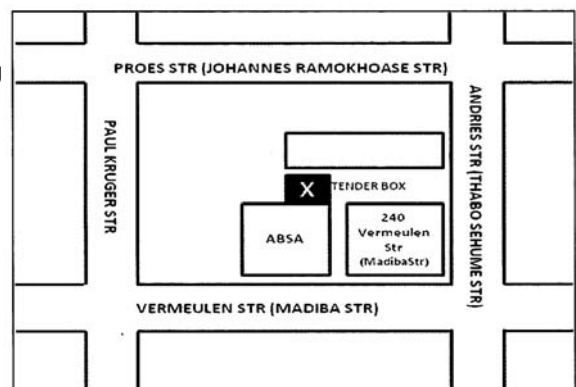 PROES STR (JOHANNES RAMOKHOASE STR)
PAUL KRUGER STR
ANDRIES STR (THABO SEHUME STR)
X
TENDER BOX
ABSA
240
Vermeulen
Str
(MadibaStr)
VERMEULEN STR (MADIBA STR)